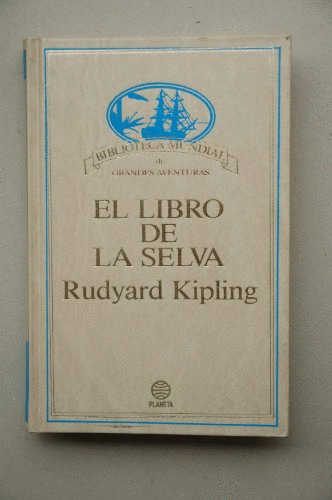 BIBLIOTECA MUNDIAL
de
GRANDES AVENTURAS
EL LIBRO
DE
LA SELVA
Rudyard Kipling
PLANETA